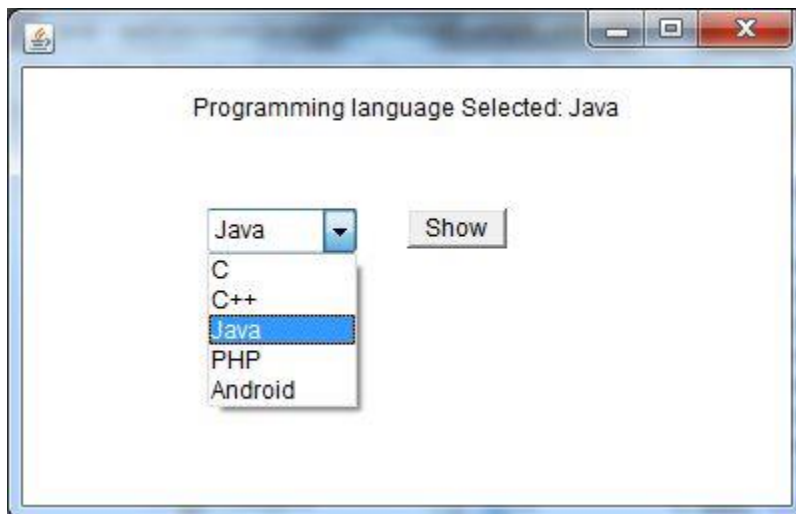 Programming language Selected: Java
Java
Show
C
C++
Java
PHP
Android